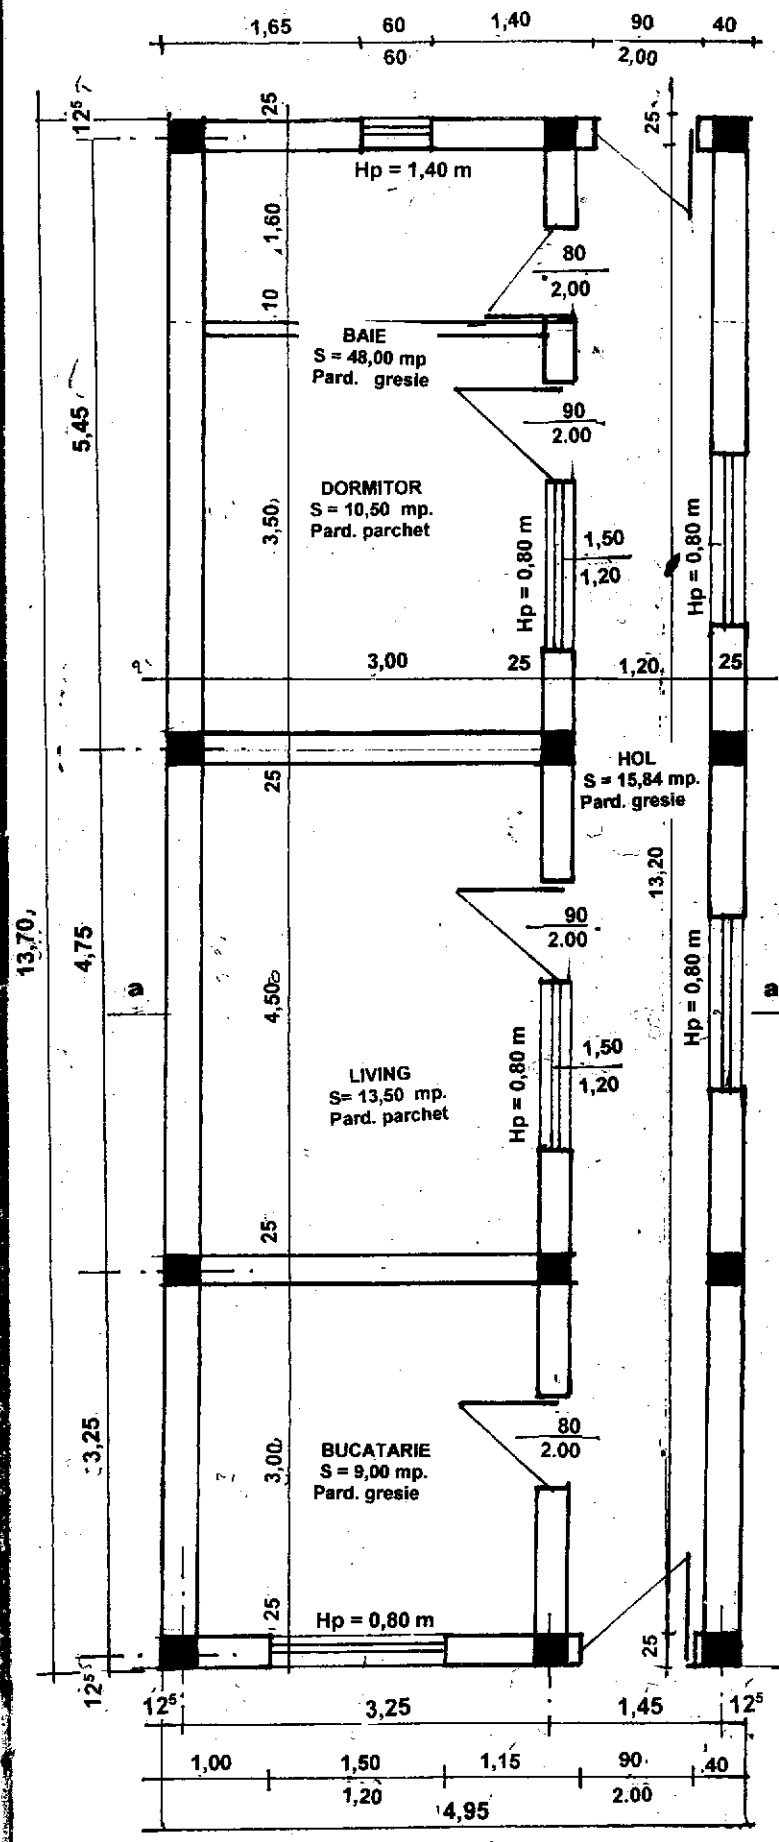 1,65 60 1,40 90 40
60 2,00
12⁵
25
25
Hp = 1,40 m
1,60
80
2,00
10
BAIE
S = 48,00 mp
Pard. gresie
5,45
90
2.00
DORMITOR
S = 10,50 mp.
Pard. parchet
3,50
Hp = 0,80 m
1,50
1,20
Hp = 0,80 m
3,00 25 1,20 25
25
HOL
S = 15,84 mp.
Pard. gresie
13,20
13,70
4,75
90
2.00
4,50
Hp = 0,80 m
a
a
LIVING
S= 13,50 mp.
Pard. parchet
Hp = 0,80 m
1,50
1,20
25
3,25
80
2.00
BUCATARIE
S = 9,00 mp.
Pard. gresie
3,00
25
Hp = 0,80 m
25
12⁵
12⁵ 3,25 1,45 12⁵
1,00 1,50 1,15 90 40
1,20 2.00
4,95